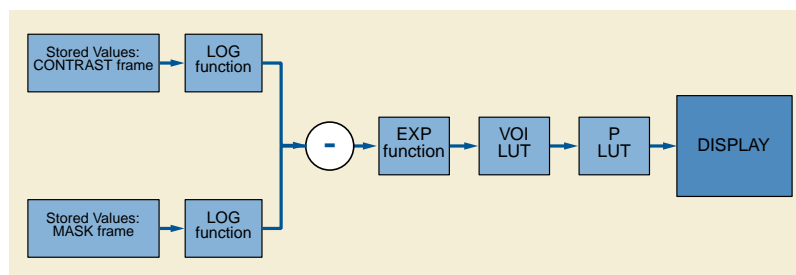 Stored Values:
CONTRAST frame
LOG
function
-
EXP
function
VOI
LUT
P
LUT
DISPLAY
Stored Values:
MASK frame
LOG
function